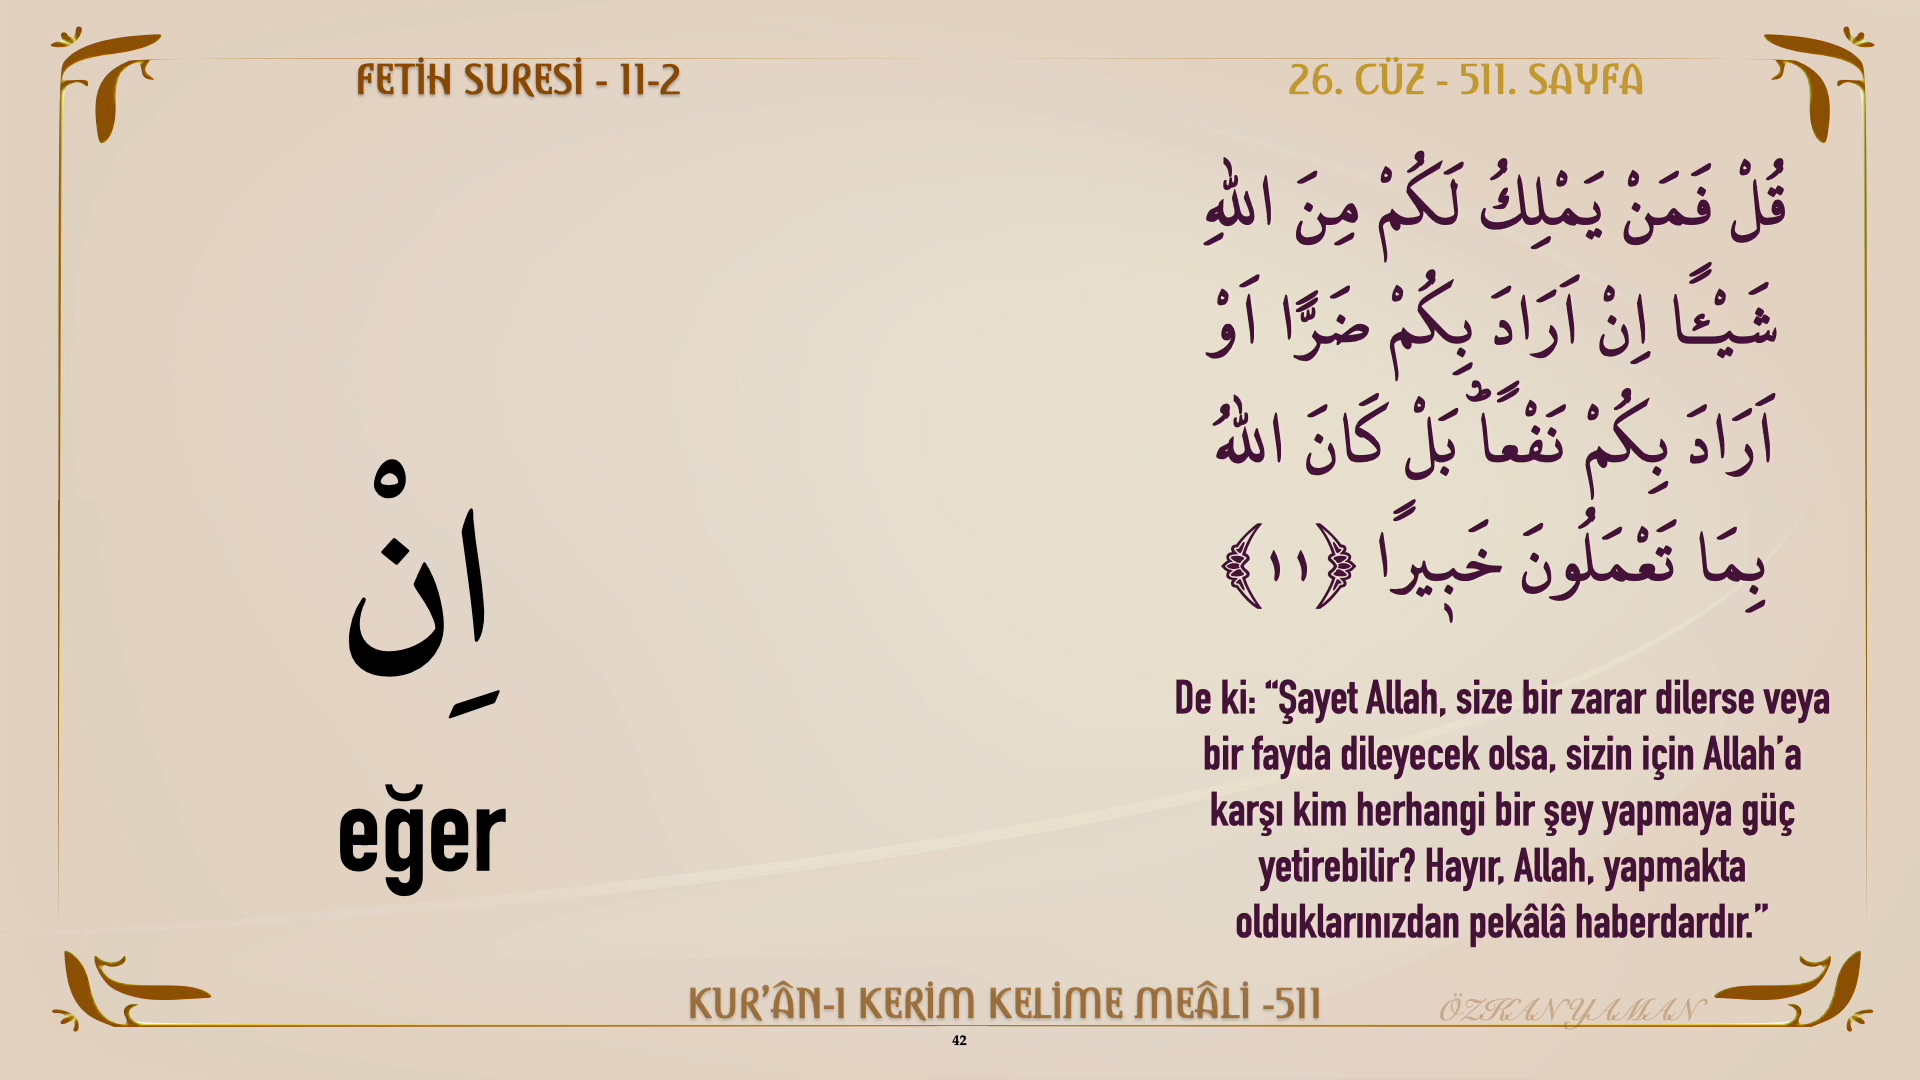 FETİH SURESİ - 11-2
26. CÜZ - 511. SAYFA
قُلْ فَمَنْ يَمْلِكُ لَكُمْ مِنَ اللّٰهِ
شَيْـًٔا اِنْ اَرَادَ بِكُمْ ضَرًّا اَوْ
اَرَادَ بِكُمْ نَفْعًاۜ بَلْ كَانَ اللّٰهُ
بِمَا تَعْمَلُونَ خَب۪يرًا ﴿١١﴾
اِنْ
eğer
De ki: “Şayet Allah, size bir zarar dilerse veya
bir fayda dileyecek olsa, sizin için Allah’a
karşı kim herhangi bir şey yapmaya güç
yetirebilir? Hayır, Allah, yapmakta
olduklarınızdan pekâlâ haberdardır.”
KUR’ÂN-I KERİM KELİME MEÂLİ -511
ÖZKAN YAMAN
42